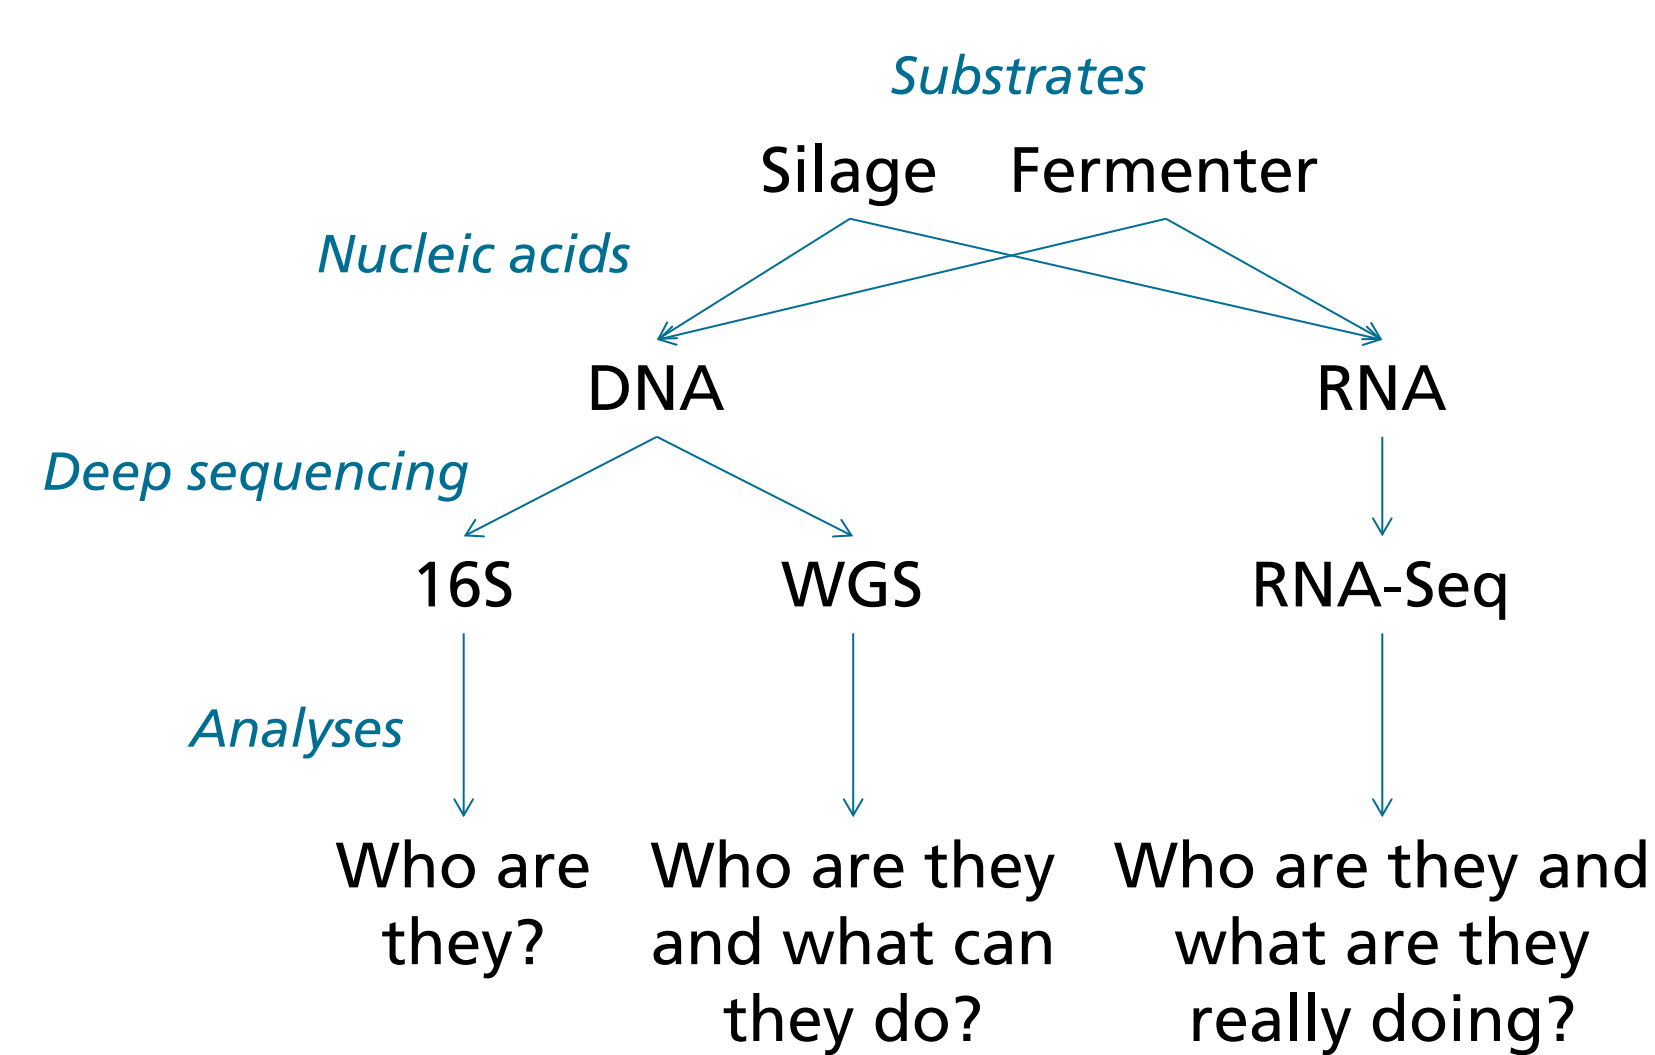 Substrates
Silage Fermenter
Nucleic acids
DNA RNA
Deep sequencing
16S WGS RNA-Seq
Analyses
Who are
they?
Who are they
and what can
they do?
Who are they and
what are they
really doing?